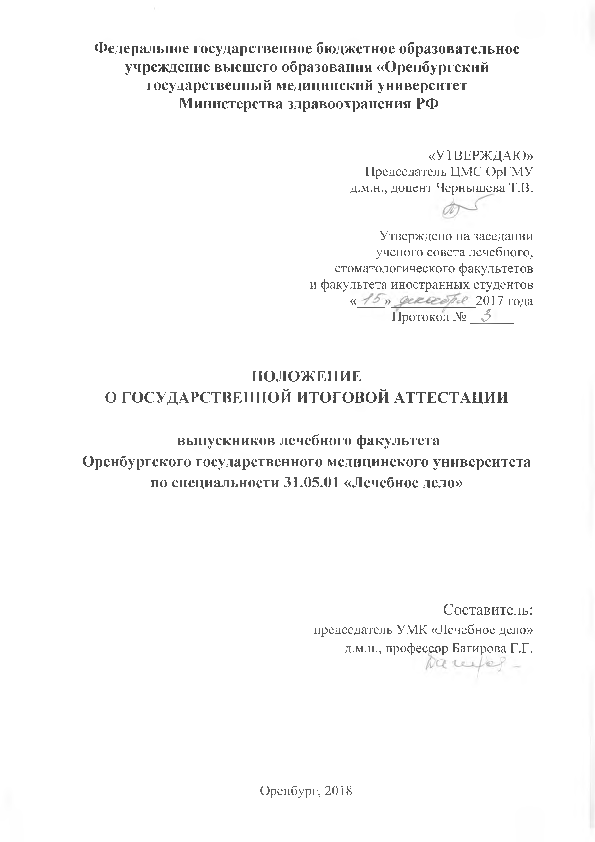 Федеральное государственное бюджетное образовательное
учреждение высшего образования «Оренбургский
государственный медицинский университет
Министерства здравоохранения РФ
«УТВЕРЖДАЮ»
Председатель ЦМС ОрГМУ
д.м.н., доцент Чернышева Т.В.
Утверждено на заседании
ученого совета лечебного,
стоматологического факультетов
и факультета иностранных студентов
« 15 » декабря 2017 года
Протокол № 3
ПОЛОЖЕНИЕ
О ГОСУДАРСТВЕННОЙ ИТОГОВОЙ АТТЕСТАЦИИ
выпускников лечебного факультета
Оренбургского государственного медицинского университета
по специальности 31.05.01 «Лечебное дело»
Составитель:
председатель УМК «Лечебное дело»
д.м.н., профессор Багирова Г.Г.
Оренбург, 2018